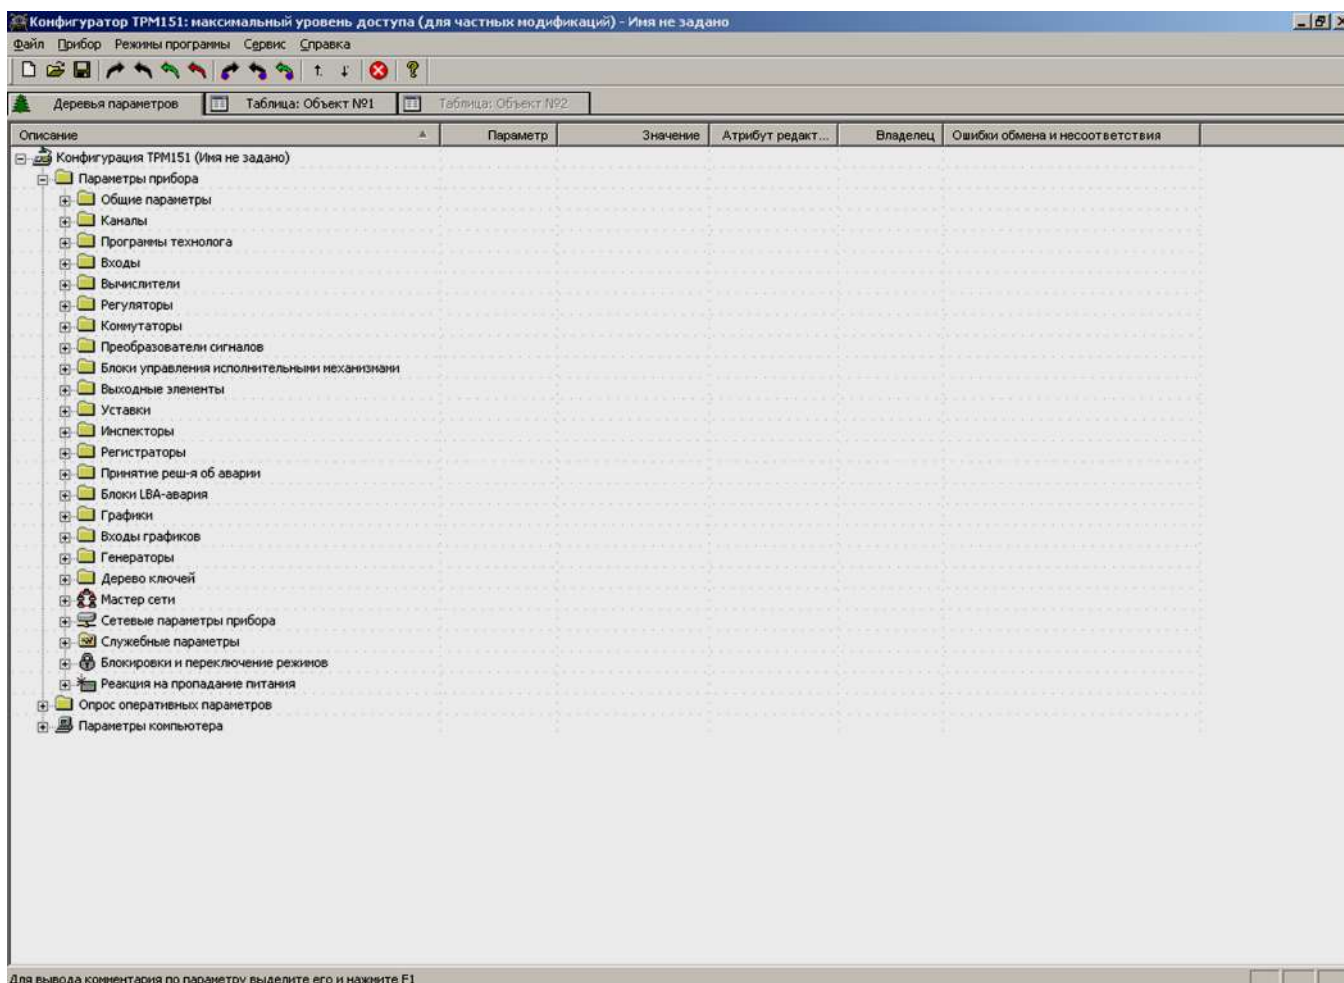 Конфигуратор ТРМ151: максимальный уровень доступа (для частных модификаций) - Имя не задано
Файл Прибор Режимы программы Сервис Справка
Деревья параметров Таблица: Объект №1 Таблица: Объект №2
Описание Параметр Значение Атрибут редакт... Владелец Ошибки обмена и несоответствия
Конфигурация ТРМ151 (Имя не задано)
Параметры прибора
Общие параметры
Каналы
Программы технолога
Входы
Вычислители
Регуляторы
Коммутаторы
Преобразователи сигналов
Блоки управления исполнительными механизмами
Выходные элементы
Уставки
Инспекторы
Регистраторы
Принятие реш-я об аварии
Блоки LBA-авария
Графики
Входы графиков
Генераторы
Дерево ключей
Мастер сети
Сетевые параметры прибора
Служебные параметры
Блокировки и переключение режимов
Реакция на пропадание питания
Опрос оперативных параметров
Параметры компьютера
Для вывода комментария по параметру выделите его и нажмите F1